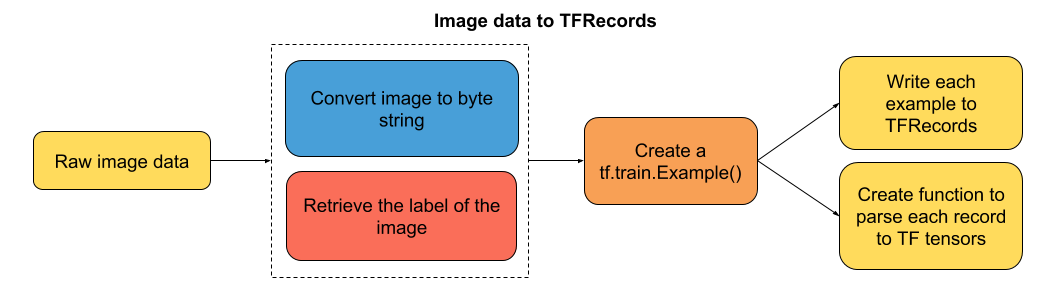 Image data to TFRecords
Raw image data
Convert image to byte
string
Retrieve the label of the
image
Create a
tf.train.Example()
Write each
example to
TFRecords
Create function to
parse each record
to TF tensors